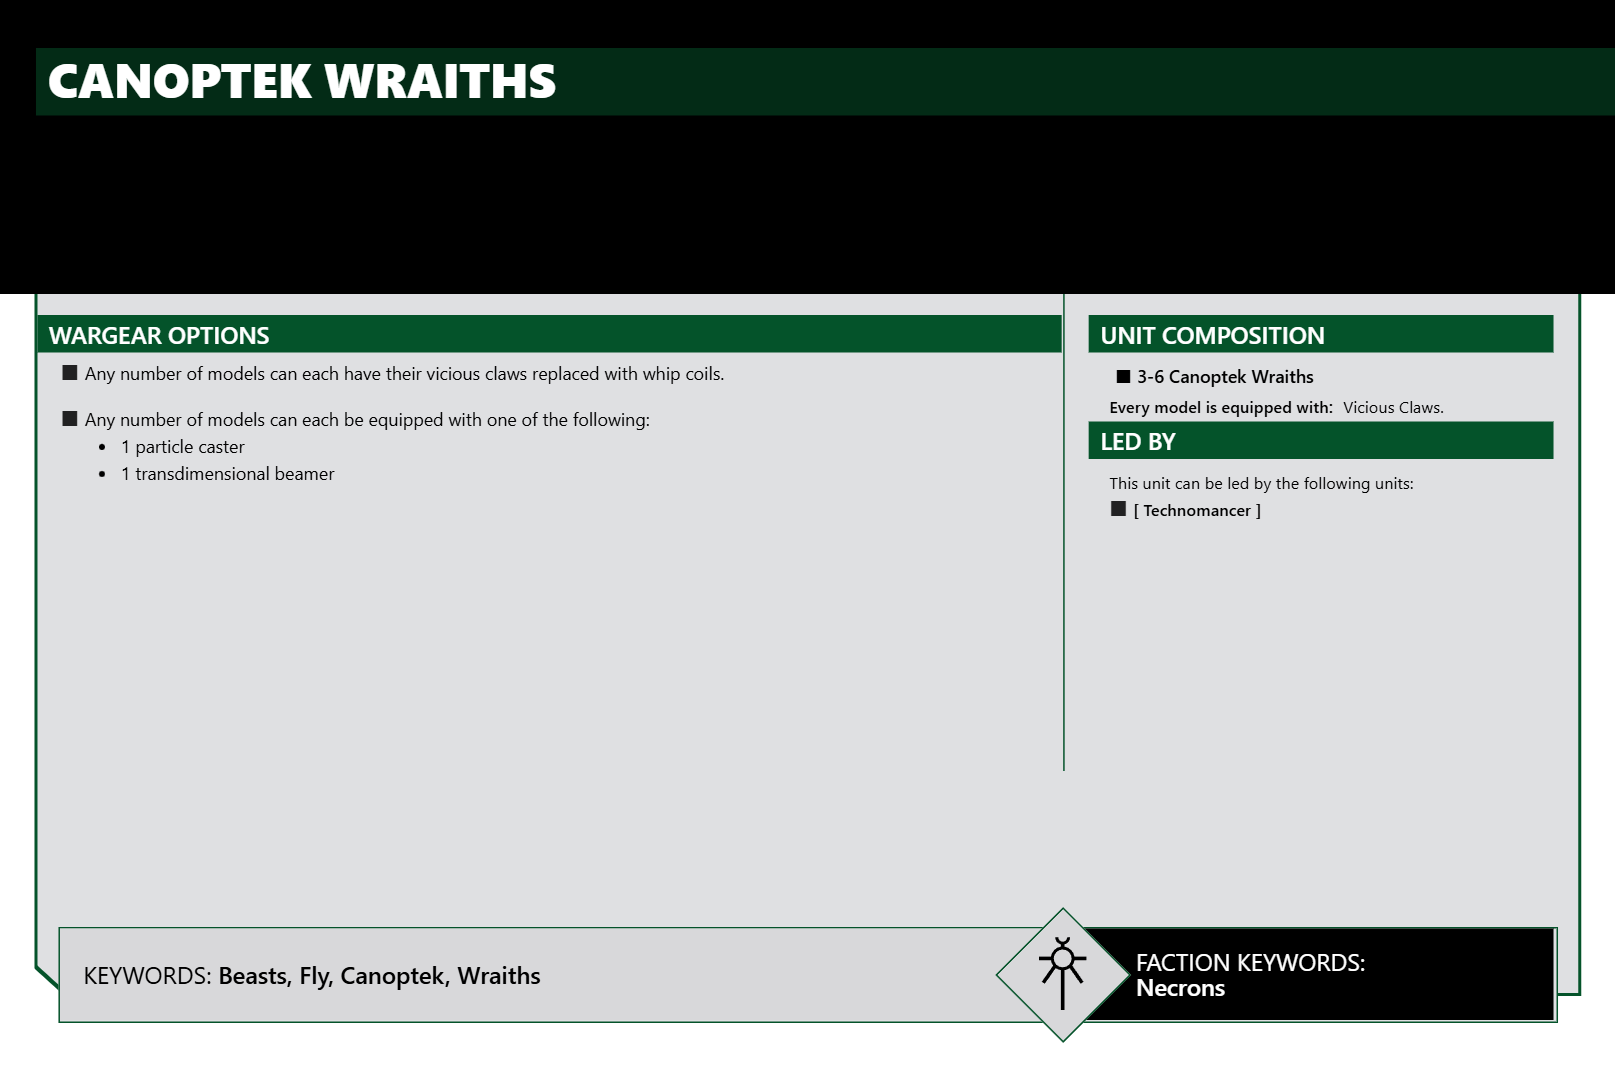 CANOPTEK WRAITHS
WARGEAR OPTIONS
■ Any number of models can each have their vicious claws replaced with whip coils.
■ Any number of models can each be equipped with one of the following:
• 1 particle caster
• 1 transdimensional beamer
UNIT COMPOSITION
■ 3-6 Canoptek Wraiths
Every model is equipped with: Vicious Claws.
LED BY
This unit can be led by the following units:
■ [ Technomancer ]
KEYWORDS: Beasts, Fly, Canoptek, Wraiths
FACTION KEYWORDS:
Necrons